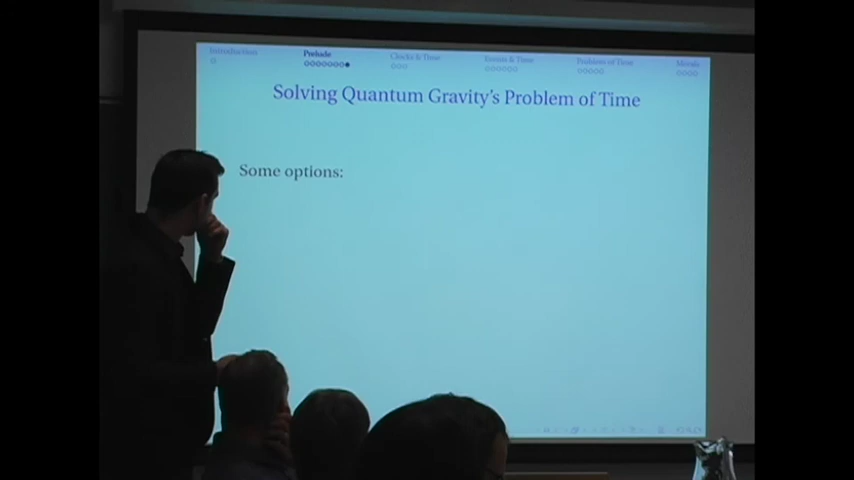 Introduction Prelude Clocks & Time Events & Time Problem of Time Morals
Solving Quantum Gravity's Problem of Time
Some options: